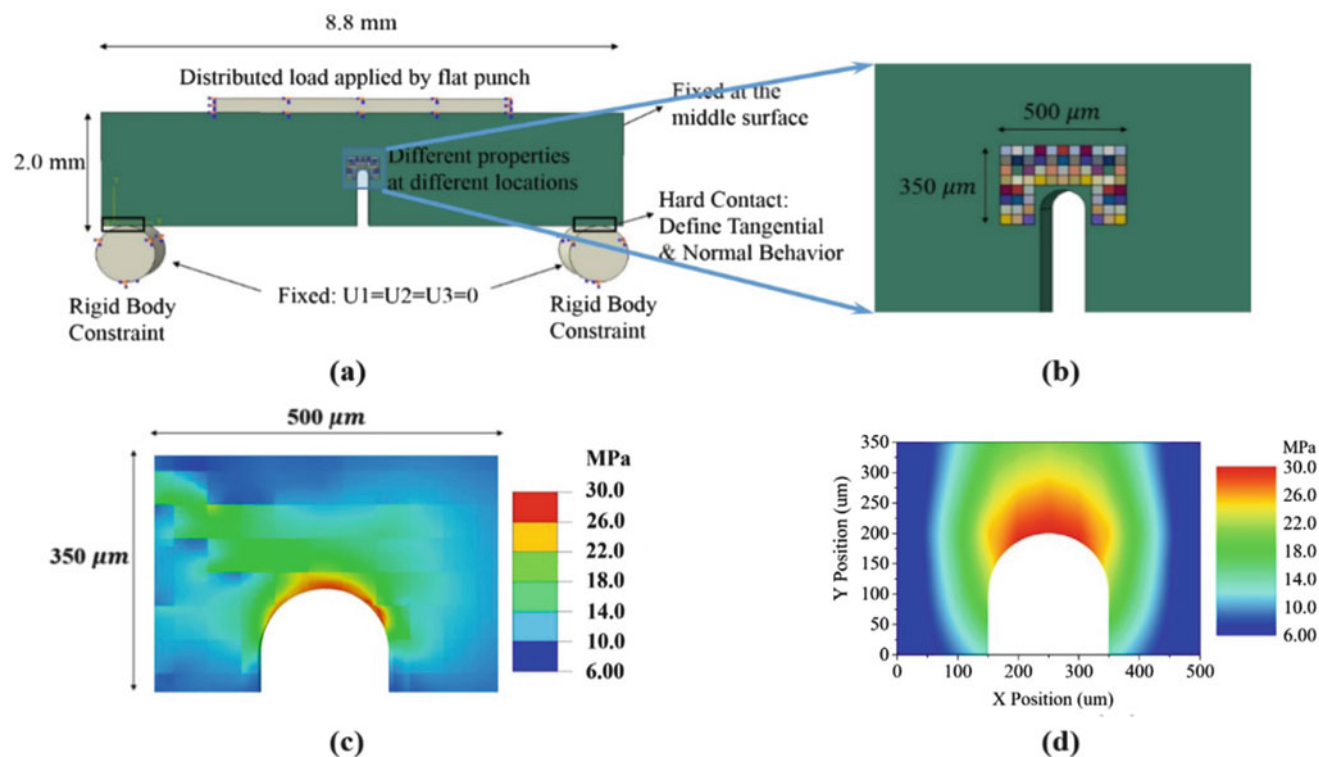 8.8 mm
Distributed load applied by flat punch
Fixed at the
middle surface
2.0 mm
Different properties
at different locations
Hard Contact:
Define Tangential
& Normal Behavior
Fixed: U1=U2=U3=0
Rigid Body
Constraint
Rigid Body
Constraint
(a)
500 μm
350 μm
(b)
500 μm
350 μm
MPa
30.0
26.0
22.0
18.0
14.0
10.0
6.00
(c)
350
300
250
200
150
100
50
0
Y Position (um)
0 100 200 300 400 500
X Position (um)
MPa
30.0
26.0
22.0
18.0
14.0
10.0
6.00
(d)